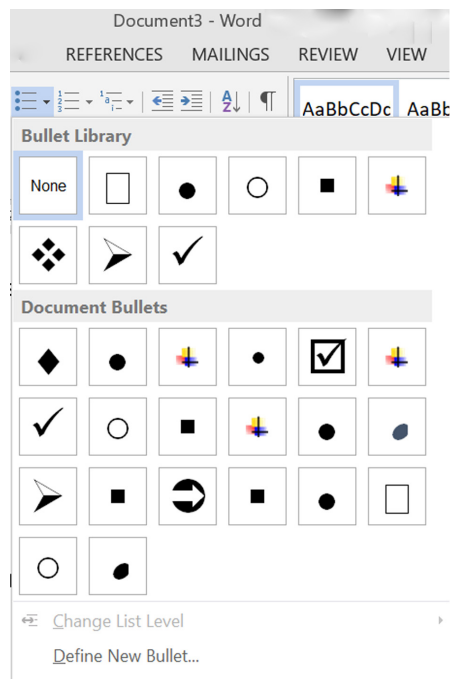 Document3 - Word
REFERENCES MAILINGS REVIEW VIEW
AaBbCcDc AaBb
Bullet Library
None
Document Bullets
Change List Level
Define New Bullet...